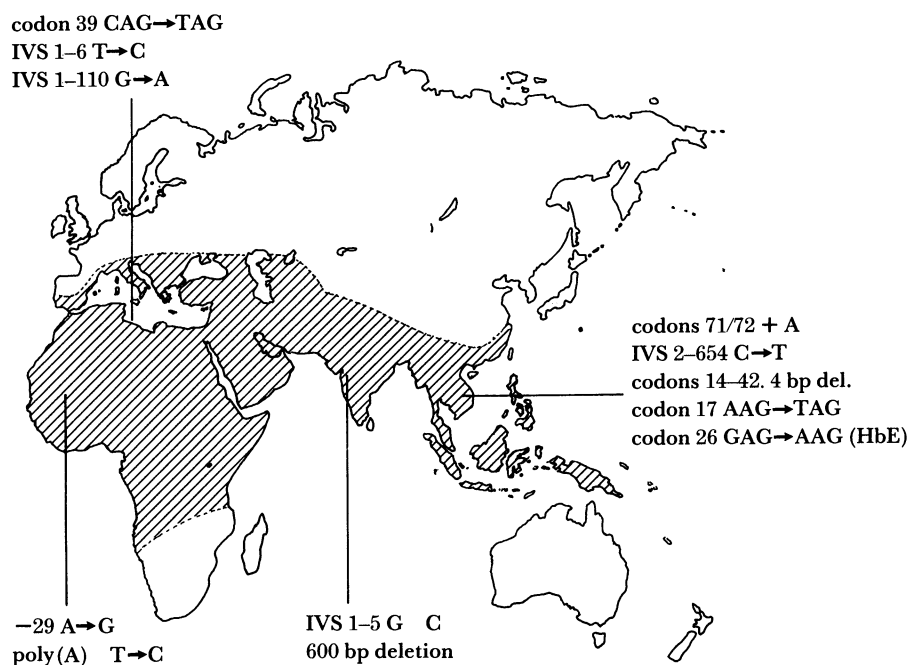 codon 39 CAG→TAG
IVS 1–6 T→C
IVS 1–110 G→A
codons 71/72 + A
IVS 2–654 C→T
codons 14–42. 4 bp del.
codon 17 AAG→TAG
codon 26 GAG→AAG (HbE)
−29 A→G
poly(A) T→C
IVS 1–5 G C
600 bp deletion